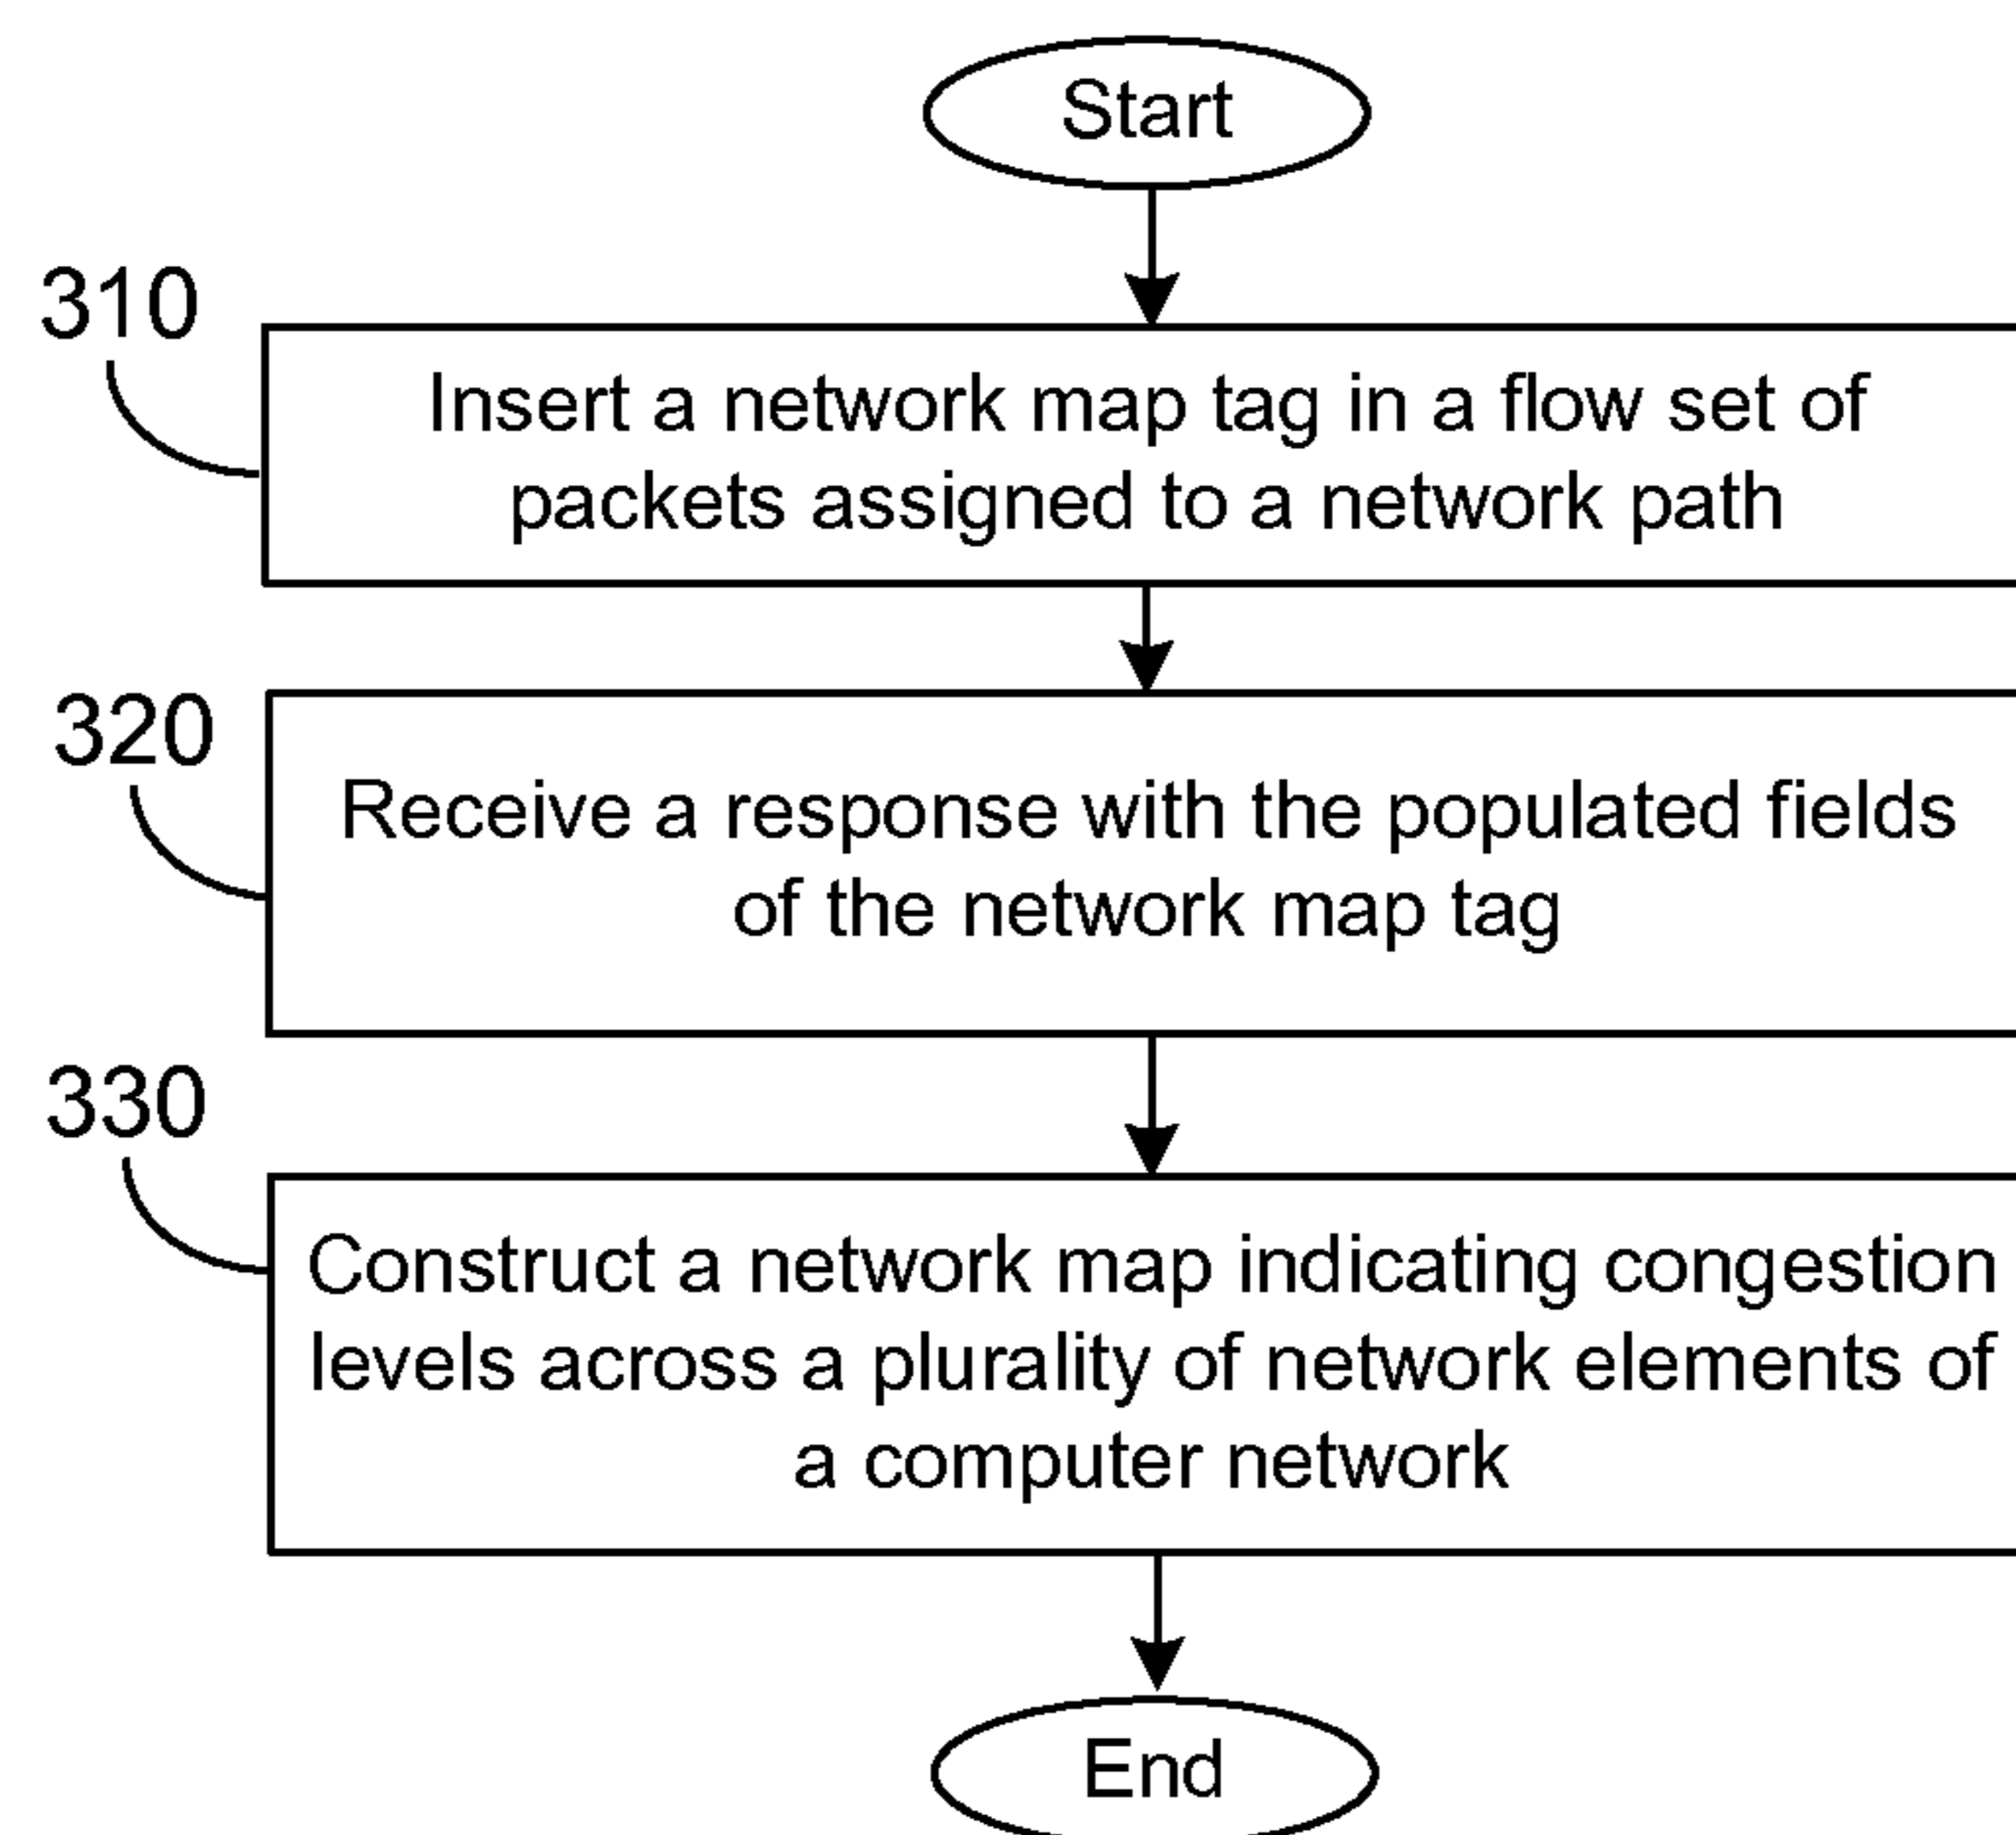 Start
310
Insert a network map tag in a flow set of
packets assigned to a network path
320
Receive a response with the populated fields
of the network map tag
330
Construct a network map indicating congestion
levels across a plurality of network elements of
a computer network
End